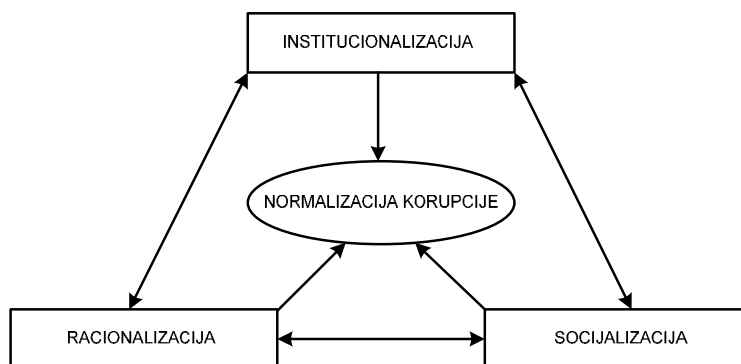 INSTITUCIONALIZACIJA
NORMALIZACIJA KORUPCIJE
RACIONALIZACIJA
SOCIJALIZACIJA